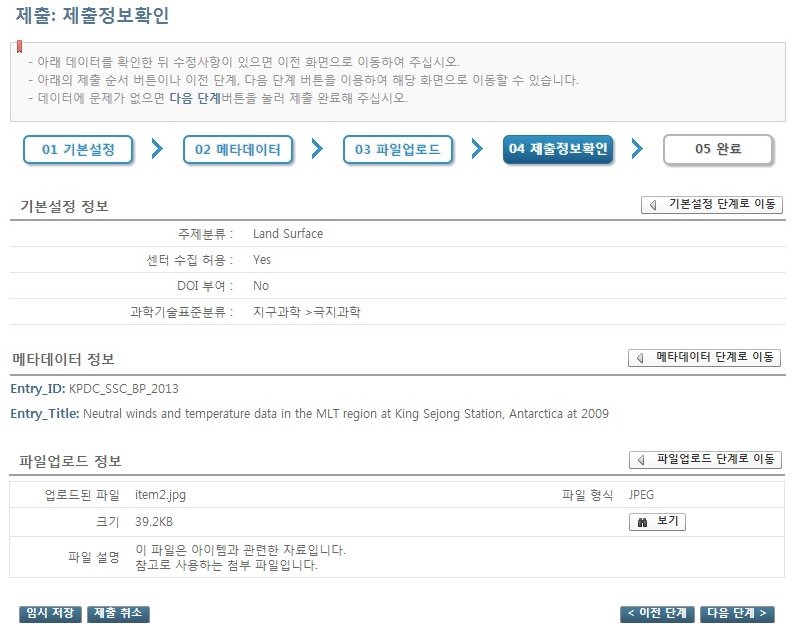 제출: 제출정보확인
- 아래 데이터를 확인한 뒤 수정사항이 있으면 이전 화면으로 이동하여 주십시오.
- 아래의 제출 순서 버튼이나 이전 단계, 다음 단계 버튼을 이용하여 해당 화면으로 이동할 수 있습니다.
- 데이터에 문제가 없으면 다음 단계버튼을 눌러 제출 완료해 주십시오.
01 기본설정 02 메타데이터 03 파일업로드 04 제출정보확인 05 완료
기본설정 정보 기본설정 단계로 이동
주제분류 : Land Surface
센터 수집 허용 : Yes
DOI 부여 : No
과학기술표준분류 : 지구과학 >극지과학
메타데이터 정보 메타데이터 단계로 이동
Entry_ID: KPDC_SSC_BP_2013
Entry_Title: Neutral winds and temperature data in the MLT region at King Sejong Station, Antarctica at 2009
파일업로드 정보 파일업로드 단계로 이동
업로드된 파일 item2.jpg 파일 형식 JPEG
크기 39.2KB 보기
파일 설명 이 파일은 아이템과 관련한 자료입니다.
참고로 사용하는 첨부 파일입니다.
임시 저장 제출 취소 < 이전 단계 다음 단계 >